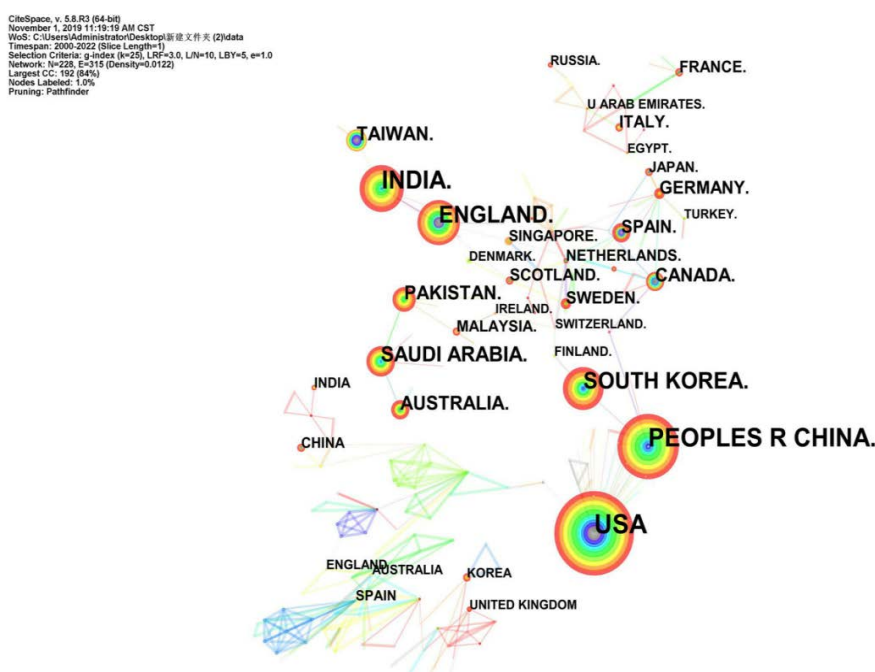 CiteSpace, v. 5.8.R3 (64-bit)
November 1, 2019 11:19:19 AM CST
WoS: C:\Users\Administrator\Desktop\新建文件夹 (2)\data
Timespan: 2000-2022 (Slice Length=1)
Selection Criteria: g-index (k=25), LRF=3.0, L/N=10, LBY=5, e=1.0
Network: N=228, E=315 (Density=0.0122)
Largest CC: 192 (84%)
Nodes Labeled: 1.0%
Pruning: Pathfinder
RUSSIA.
FRANCE.
U ARAB EMIRATES.
ITALY.
TAIWAN.
EGYPT.
JAPAN.
INDIA.
GERMANY.
ENGLAND.
TURKEY.
SPAIN.
SINGAPORE.
DENMARK.
NETHERLANDS.
SCOTLAND.
CANADA.
PAKISTAN.
SWEDEN.
IRELAND.
MALAYSIA.
SWITZERLAND.
SAUDI ARABIA.
FINLAND.
INDIA
SOUTH KOREA.
AUSTRALIA.
CHINA
PEOPLES R CHINA.
USA
ENGLAND
AUSTRALIA
KOREA
SPAIN
UNITED KINGDOM